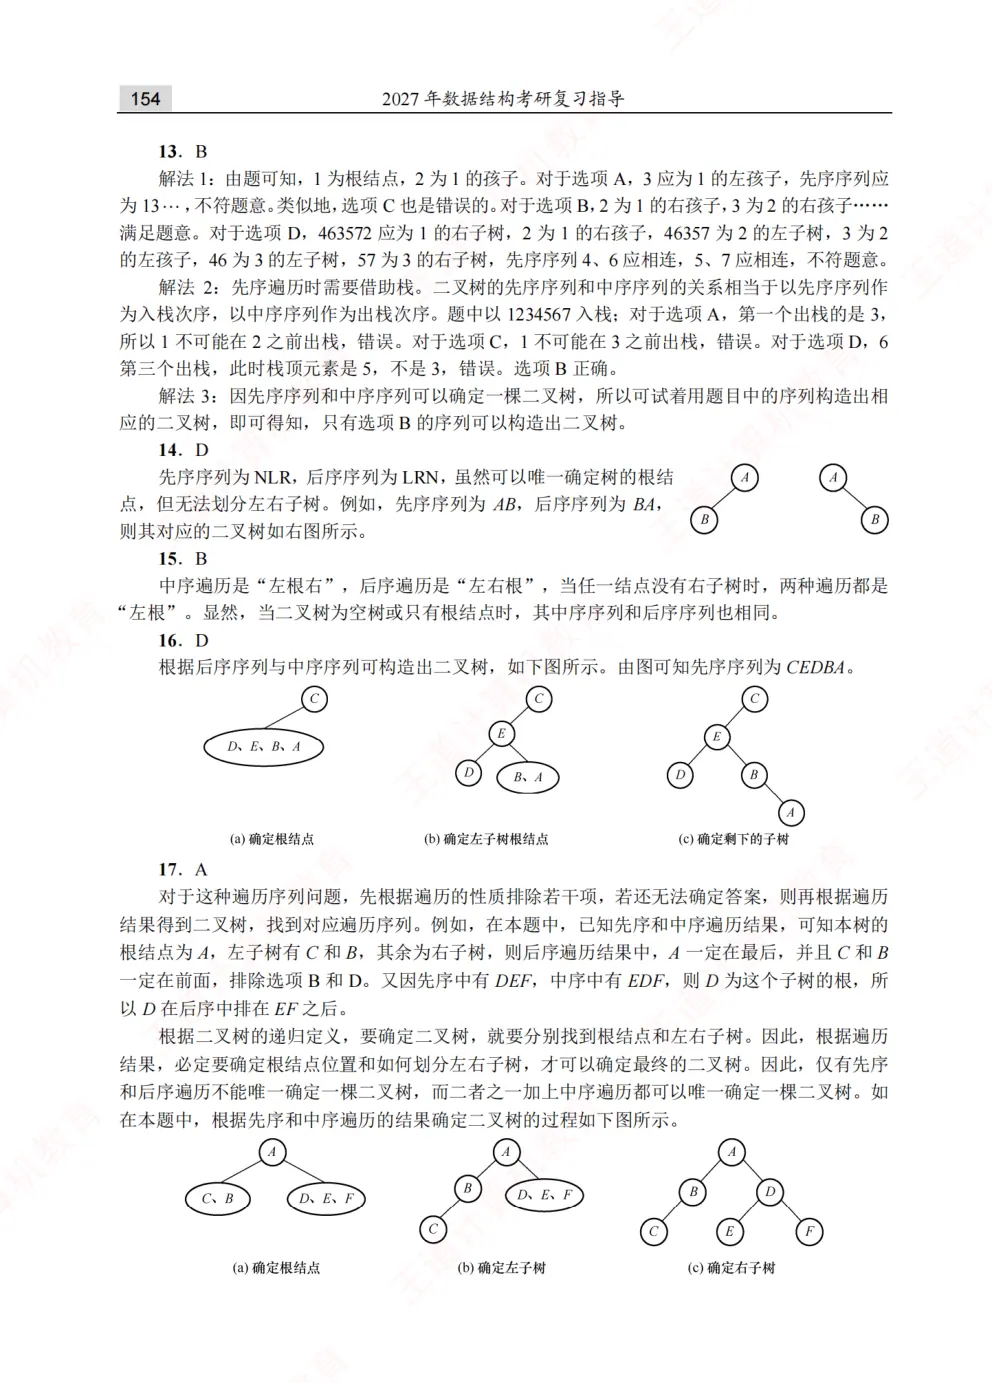 154
2027 年数据结构考研复习指导
13. B
解法 1：由题可知，1 为根结点，2 为 1 的孩子。对于选项 A，3 应为 1 的左孩子，先序序列应
为 13…，不符题意。类似地，选项 C 也是错误的。对于选项 B，2 为 1 的右孩子，3 为 2 的右孩子……
满足题意。对于选项 D，463572 应为 1 的右子树，2 为 1 的右孩子，46357 为 2 的左子树，3 为 2
的左孩子，46 为 3 的左子树，57 为 3 的右子树，先序序列 4、6 应相连，5、7 应相连，不符题意。
解法 2：先序遍历时需要借助栈。二叉树的先序序列和中序序列的关系相当于以先序序列作
为入栈次序，以中序序列作为出栈次序。题中以 1234567 入栈；对于选项 A，第一个出栈的是 3，
所以 1 不可能在 2 之前出栈，错误。对于选项 C，1 不可能在 3 之前出栈，错误。对于选项 D，6
第三个出栈，此时栈顶元素是 5，不是 3，错误。选项 B 正确。
解法 3：因先序序列和中序序列可以确定一棵二叉树，所以可试着用题目中的序列构造出相
应的二叉树，即可得知，只有选项 B 的序列可以构造出二叉树。
14. D
先序序列为 NLR，后序序列为 LRN，虽然可以唯一确定树的根结
点，但无法划分左右子树。例如，先序序列为 AB，后序序列为 BA，
则其对应的二叉树如右图所示。
A
A
B
B
15. B
中序遍历是“左根右”，后序遍历是“左右根”，当任一结点没有右子树时，两种遍历都是
“左根”。显然，当二叉树为空树或只有根结点时，其中序序列和后序序列也相同。
16. D
根据后序序列与中序序列可构造出二叉树，如下图所示。由图可知先序序列为 CEDBA。
C
D、E、B、A
C
E
D
B、A
C
E
D
B
A
(a) 确定根结点
(b) 确定左子树根结点
(c) 确定剩下的子树
17. A
对于这种遍历序列问题，先根据遍历的性质排除若干项，若还无法确定答案，则再根据遍历
结果得到二叉树，找到对应遍历序列。例如，在本题中，已知先序和中序遍历结果，可知本树的
根结点为 A，左子树有 C 和 B，其余为右子树，则后序遍历结果中，A 一定在最后，并且 C 和 B
一定在前面，排除选项 B 和 D。又因先序中有 DEF，中序中有 EDF，则 D 为这个子树的根，所
以 D 在后序中排在 EF 之后。
根据二叉树的递归定义，要确定二叉树，就要分别找到根结点和左右子树。因此，根据遍历
结果，必定要确定根结点位置和如何划分左右子树，才可以确定最终的二叉树。因此，仅有先序
和后序遍历不能唯一确定一棵二叉树，而二者之一加上中序遍历都可以唯一确定一棵二叉树。如
在本题中，根据先序和中序遍历的结果确定二叉树的过程如下图所示。
A
C、B
D、E、F
A
B
D、E、F
C
A
B
D
C
E
F
(a) 确定根结点
(b) 确定左子树
(c) 确定右子树